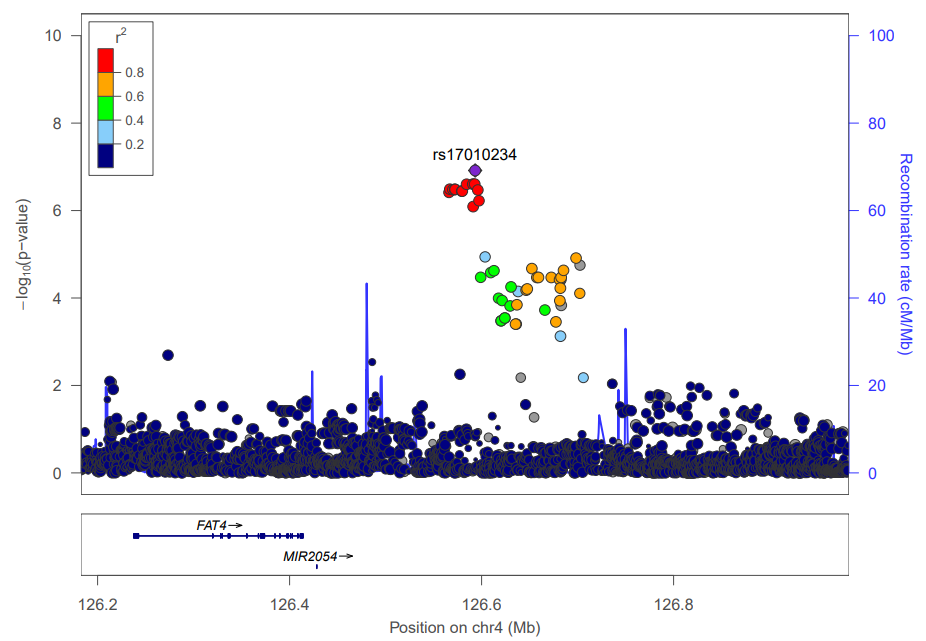 r2
0.8
0.6
0.4
0.2
rs17010234
10
8
6
4
2
0
−log10(p−value)
100
80
60
40
20
0
Recombination rate (cM/Mb)
FAT4→
MIR2054→
126.2 126.4 126.6 126.8
Position on chr4 (Mb)